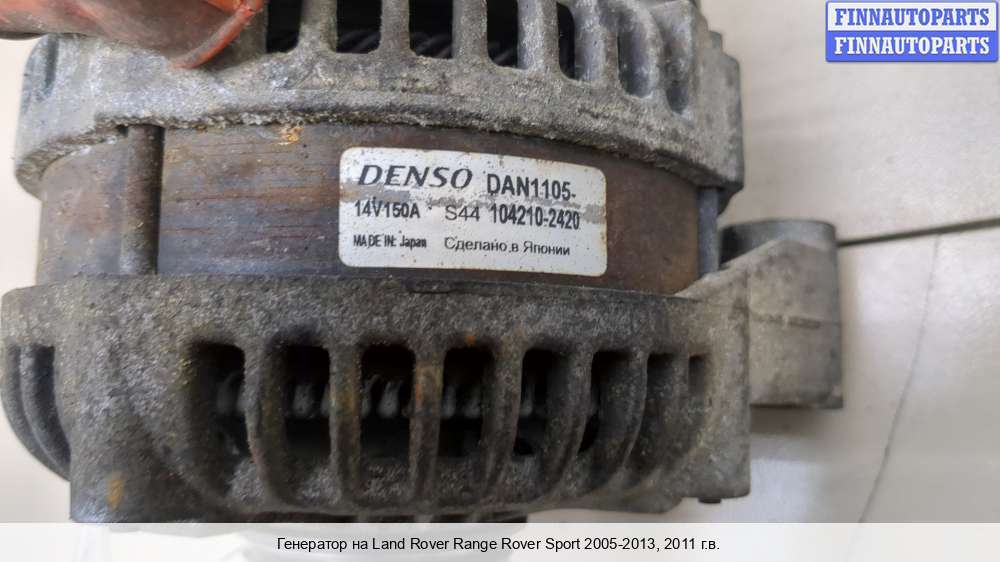 FINNAUTOPARTS
FINNAUTOPARTS
DENSO DAN1105-
14V150A S44 104210-2420
MADE IN: Japan Сделано в Японии
Генератор на Land Rover Range Rover Sport 2005-2013, 2011 г.в.